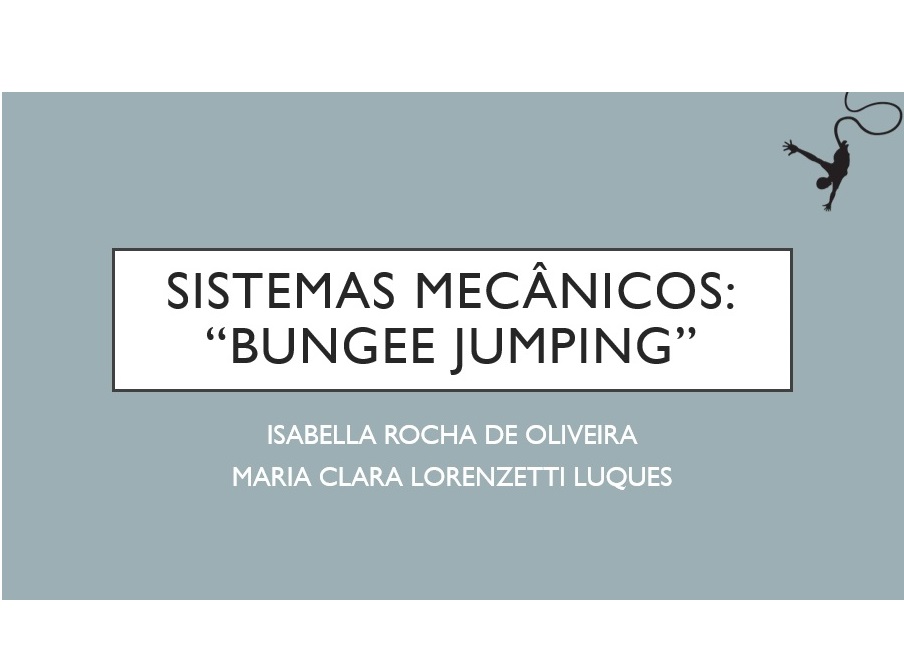 SISTEMAS MECÂNICOS:
“BUNGEE JUMPING”
ISABELLA ROCHA DE OLIVEIRA
MARIA CLARA LORENZETTI LUQUES